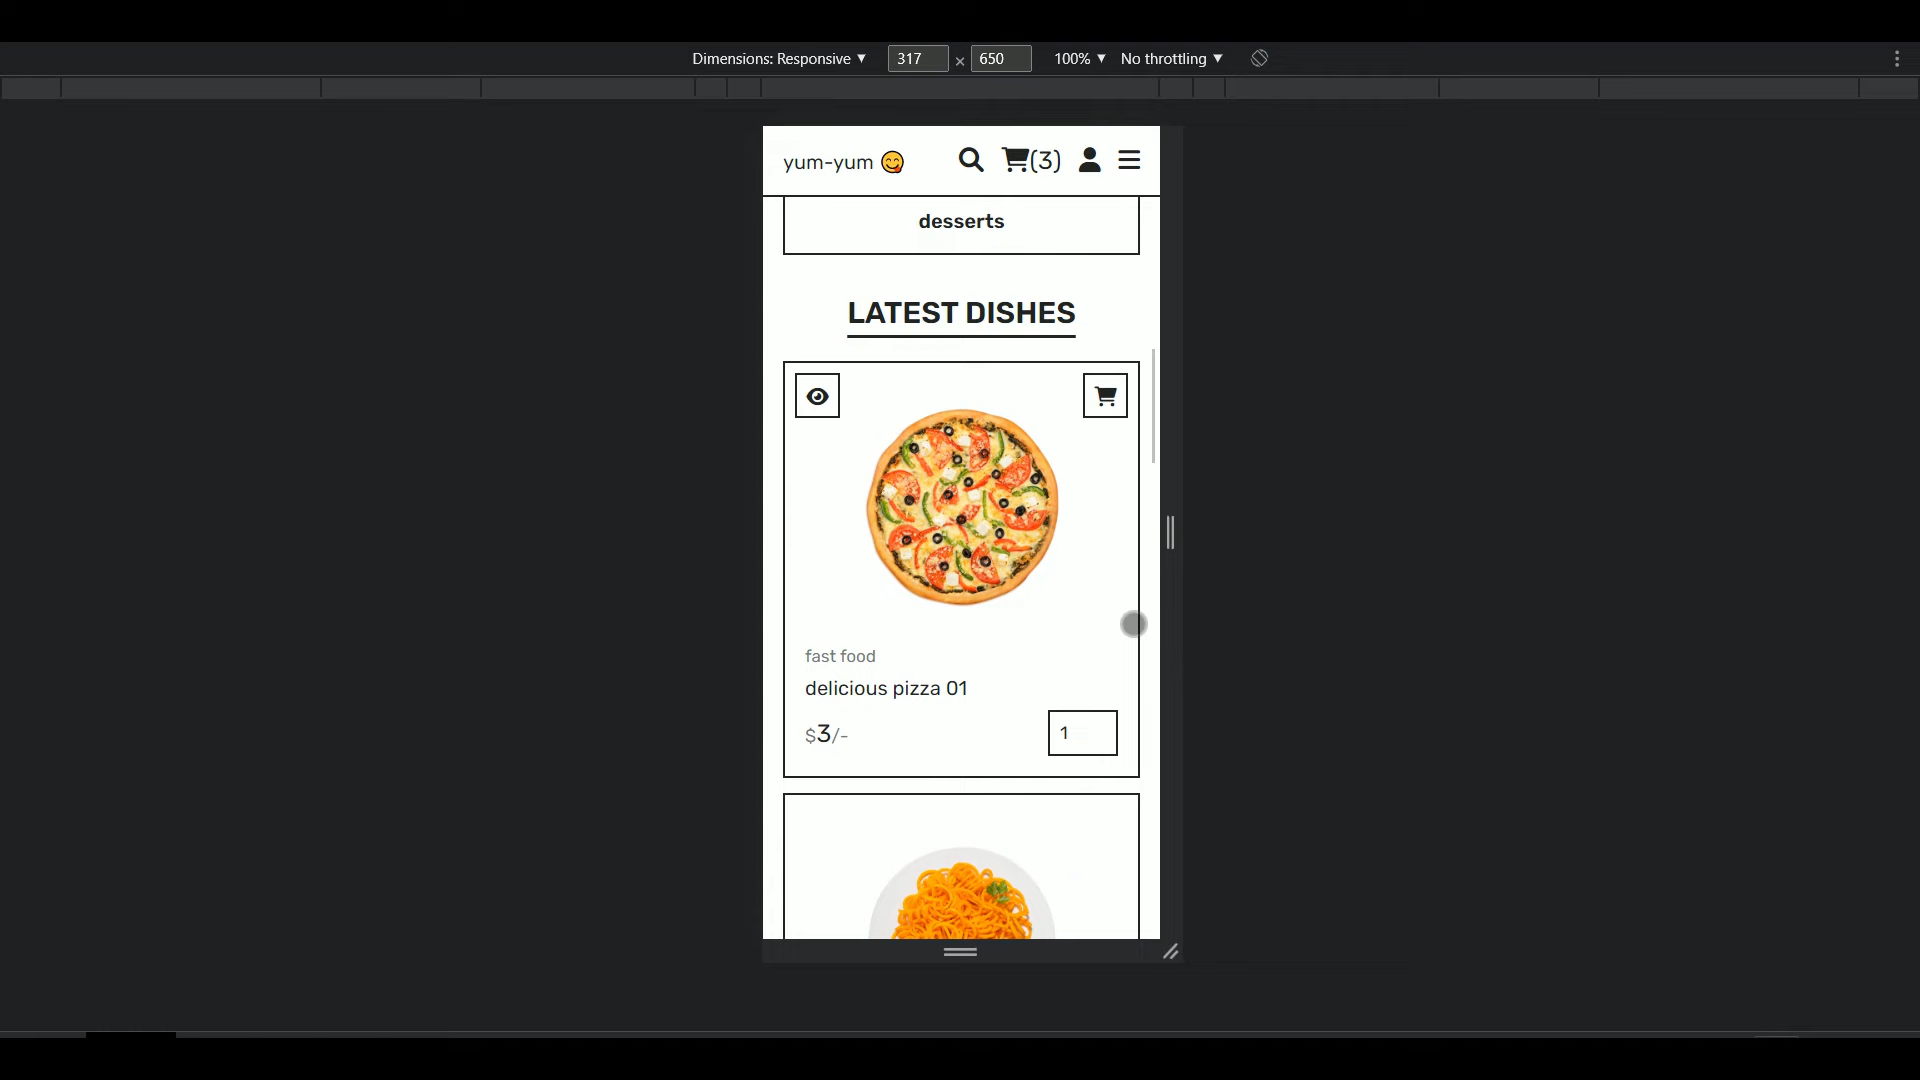 Dimensions: Responsive ▼ 317 × 650 100% ▼ No throttling ▼
yum-yum 😋 (3)
desserts
LATEST DISHES
fast food
delicious pizza 01
$3/- 1